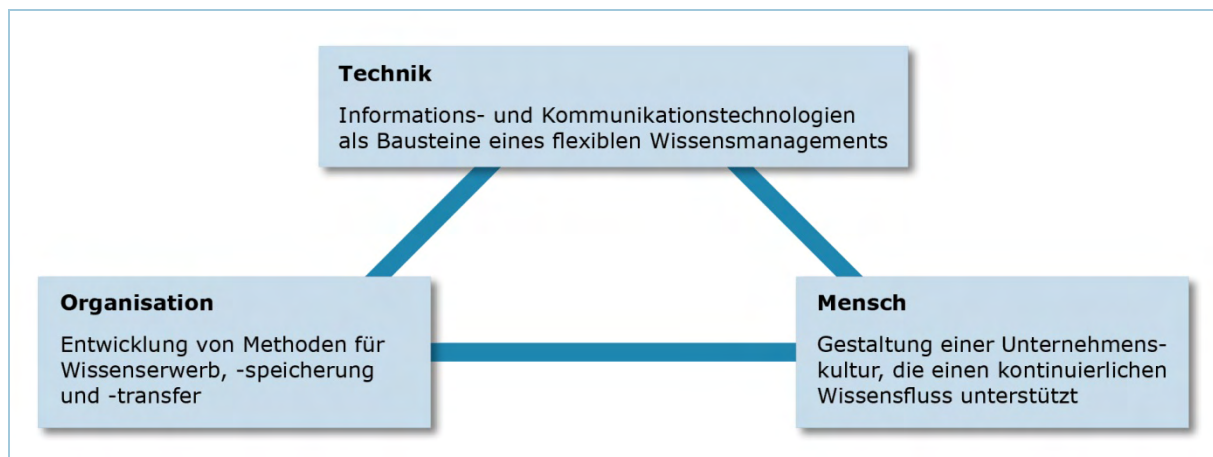 Technik
Informations- und Kommunikationstechnologien
als Bausteine eines flexiblen Wissensmanagements
Organisation
Entwicklung von Methoden für
Wissenserwerb, -speicherung
und -transfer
Mensch
Gestaltung einer Unternehmens-
kultur, die einen kontinuierlichen
Wissensfluss unterstützt